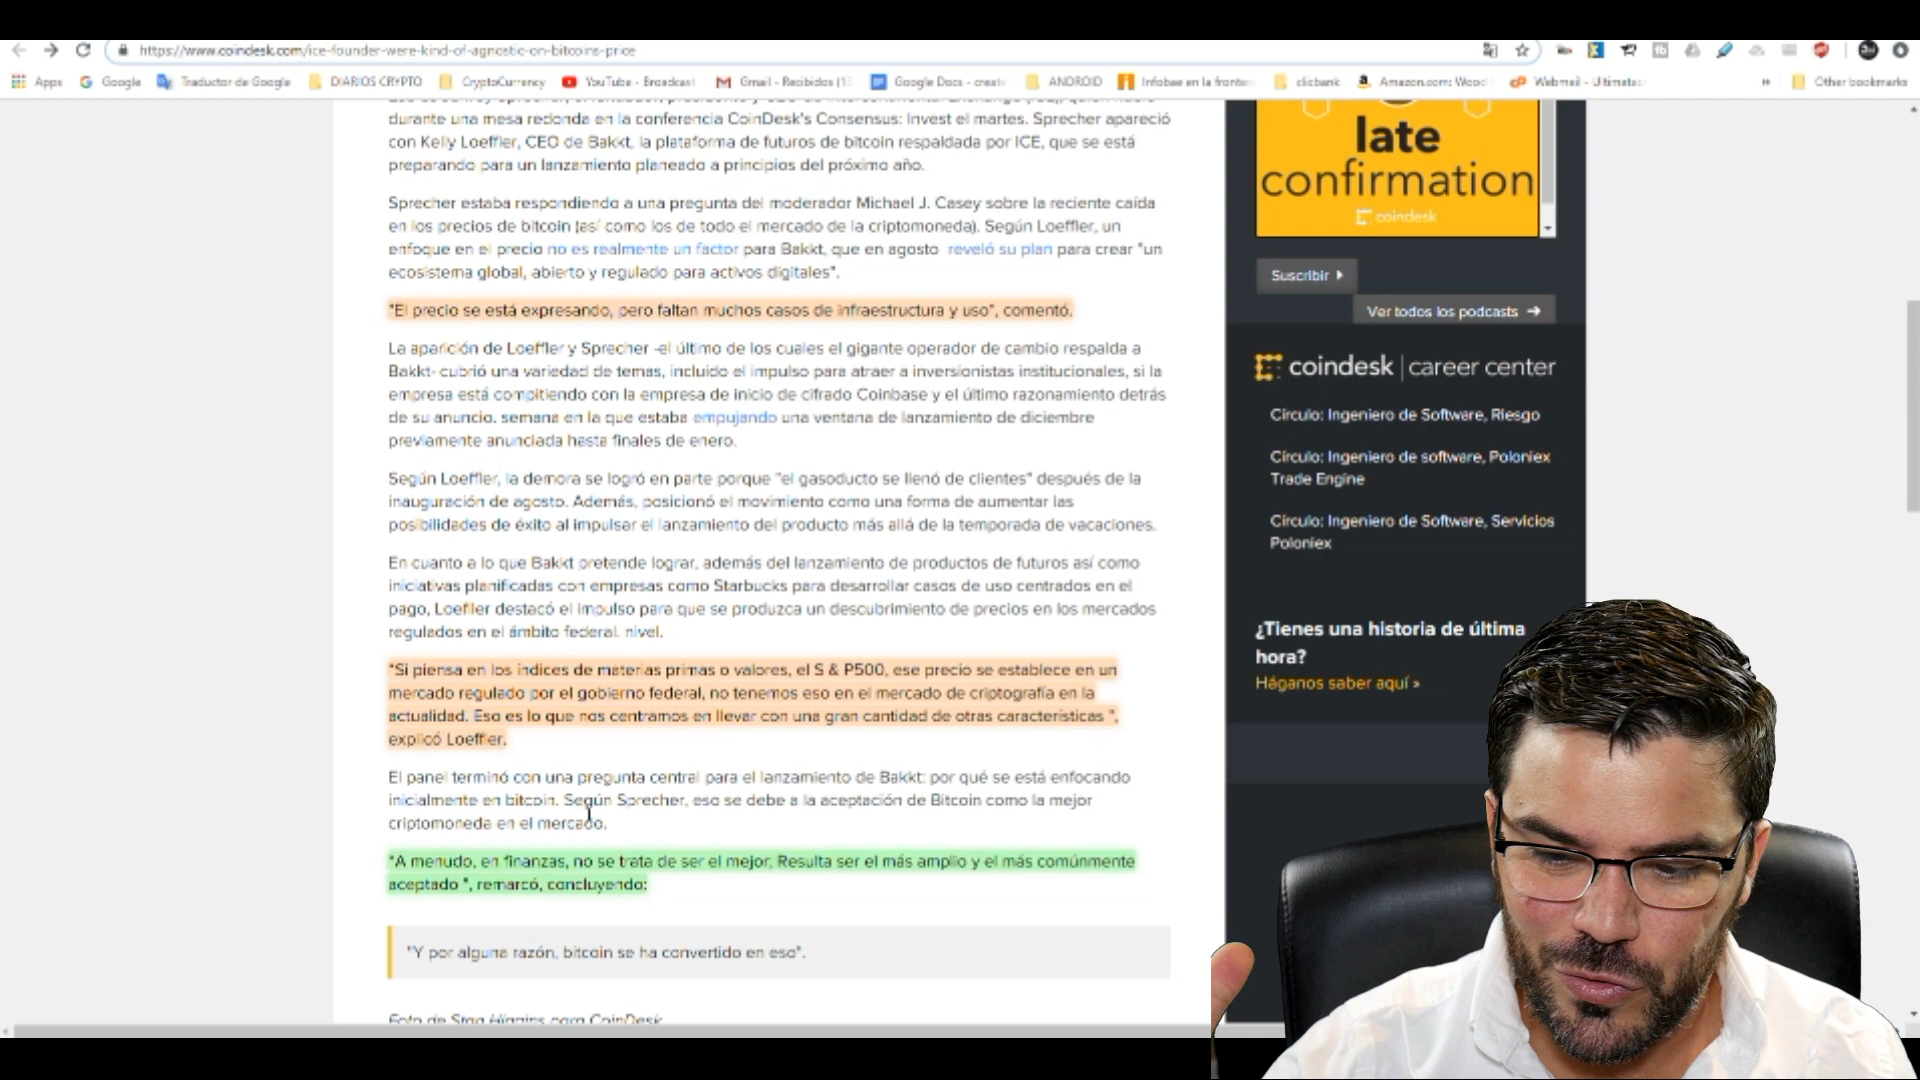 https://www.coindesk.com/ice-founder-were-kind-of-agnostic-on-bitcoins-price
Apps Google Traductor de Google DIARIOS CRYPTO CryptoCurrency YouTube - Broadcast Gmail - Recibidos (1 Google Docs - create ANDROID Infobae en la fronter clicbank Amazon.com: Wooc Webmail - Ultimate: » Other bookmarks
durante una mesa redonda en la conferencia CoinDesk's Consensus: Invest el martes. Sprecher apareció
con Kelly Loeffler, CEO de Bakkt, la plataforma de futuros de bitcoin respaldada por ICE, que se está
preparando para un lanzamiento planeado a principios del próximo año.
Sprecher estaba respondiendo a una pregunta del moderador Michael J. Casey sobre la reciente caída
en los precios de bitcoin (así como los de todo el mercado de la criptomoneda). Según Loeffler, un
enfoque en el precio no es realmente un factor para Bakkt, que en agosto reveló su plan para crear "un
ecosistema global, abierto y regulado para activos digitales".
"El precio se está expresando, pero faltan muchos casos de infraestructura y uso", comentó.
La aparición de Loeffler y Sprecher -el último de los cuales el gigante operador de cambio respalda a
Bakkt- cubrió una variedad de temas, incluido el impulso para atraer a inversionistas institucionales, si la
empresa está compitiendo con la empresa de inicio de cifrado Coinbase y el último razonamiento detrás
de su anuncio. semana en la que estaba empujando una ventana de lanzamiento de diciembre
previamente anunciada hasta finales de enero.
Según Loeffler, la demora se logró en parte porque "el gasoducto se llenó de clientes" después de la
inauguración de agosto. Además, posicionó el movimiento como una forma de aumentar las
posibilidades de éxito al impulsar el lanzamiento del producto más allá de la temporada de vacaciones.
En cuanto a lo que Bakkt pretende lograr, además del lanzamiento de productos de futuros así como
iniciativas planificadas con empresas como Starbucks para desarrollar casos de uso centrados en el
pago, Loeffler destacó el impulso para que se produzca un descubrimiento de precios en los mercados
regulados en el ámbito federal. nivel.
"Si piensa en los índices de materias primas o valores, el S & P500, ese precio se establece en un
mercado regulado por el gobierno federal, no tenemos eso en el mercado de criptografía en la
actualidad. Eso es lo que nos centramos en llevar con una gran cantidad de otras características ",
explicó Loeffler.
El panel terminó con una pregunta central para el lanzamiento de Bakkt: por qué se está enfocando
inicialmente en bitcoin. Según Sprecher, eso se debe a la aceptación de Bitcoin como la mejor
criptomoneda en el mercado.
"A menudo, en finanzas, no se trata de ser el mejor; Resulta ser el más amplio y el más comúnmente
aceptado ", remarcó, concluyendo:
"Y por alguna razón, bitcoin se ha convertido en eso".
Foto de Stan Higgins para CoinDesk
late
confirmation
coindesk
Suscribir
Ver todos los podcasts
coindesk | career center
Círculo: Ingeniero de Software, Riesgo
Círculo: Ingeniero de software, Poloniex
Trade Engine
Círculo: Ingeniero de Software, Servicios
Poloniex
¿Tienes una historia de última
hora?
Háganos saber aquí »